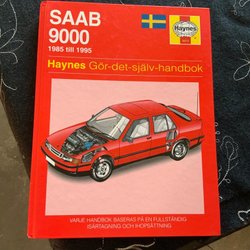 SAAB
9000
1985 till 1995
Haynes
Haynes Gör-det-själv-handbok
VARJE HANDBOK BASERAS PÅ EN FULLSTÄNDIG
ISÄRTAGNING OCH IHOPSÄTTNING